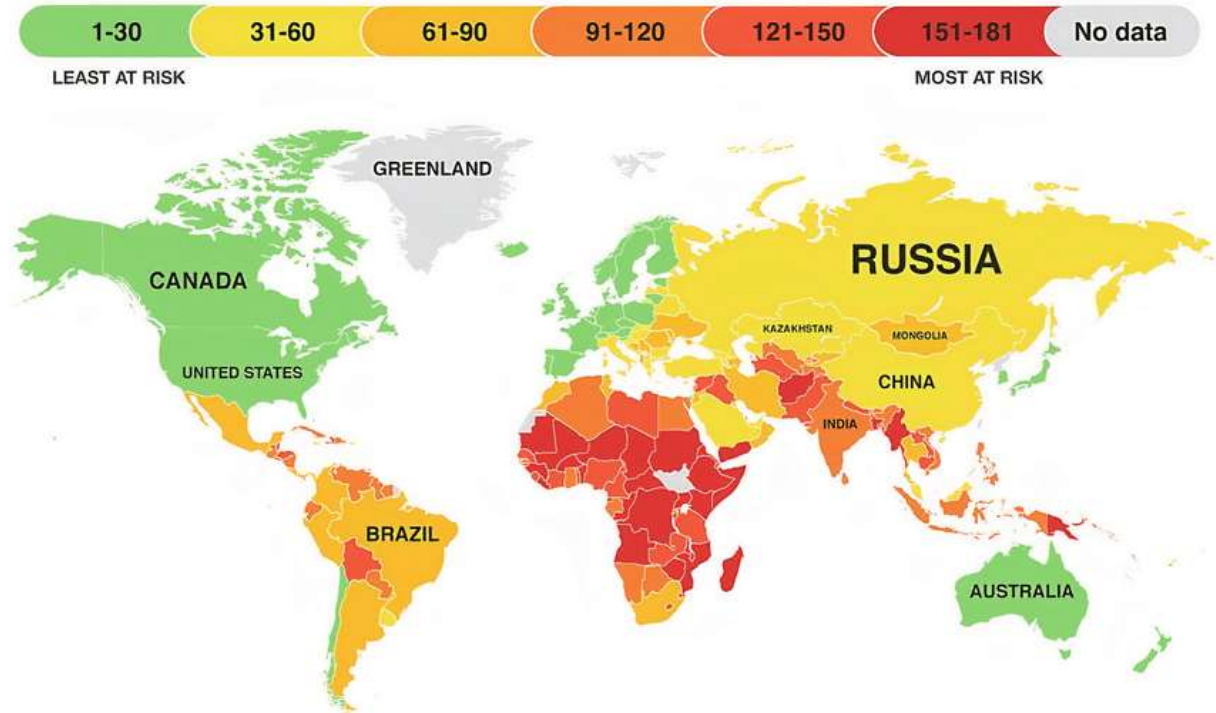 1-30 31-60 61-90 91-120 121-150 151-181 No data
LEAST AT RISK MOST AT RISK
GREENLAND
RUSSIA
CANADA
KAZAKHSTAN
MONGOLIA
UNITED STATES
CHINA
INDIA
BRAZIL
AUSTRALIA